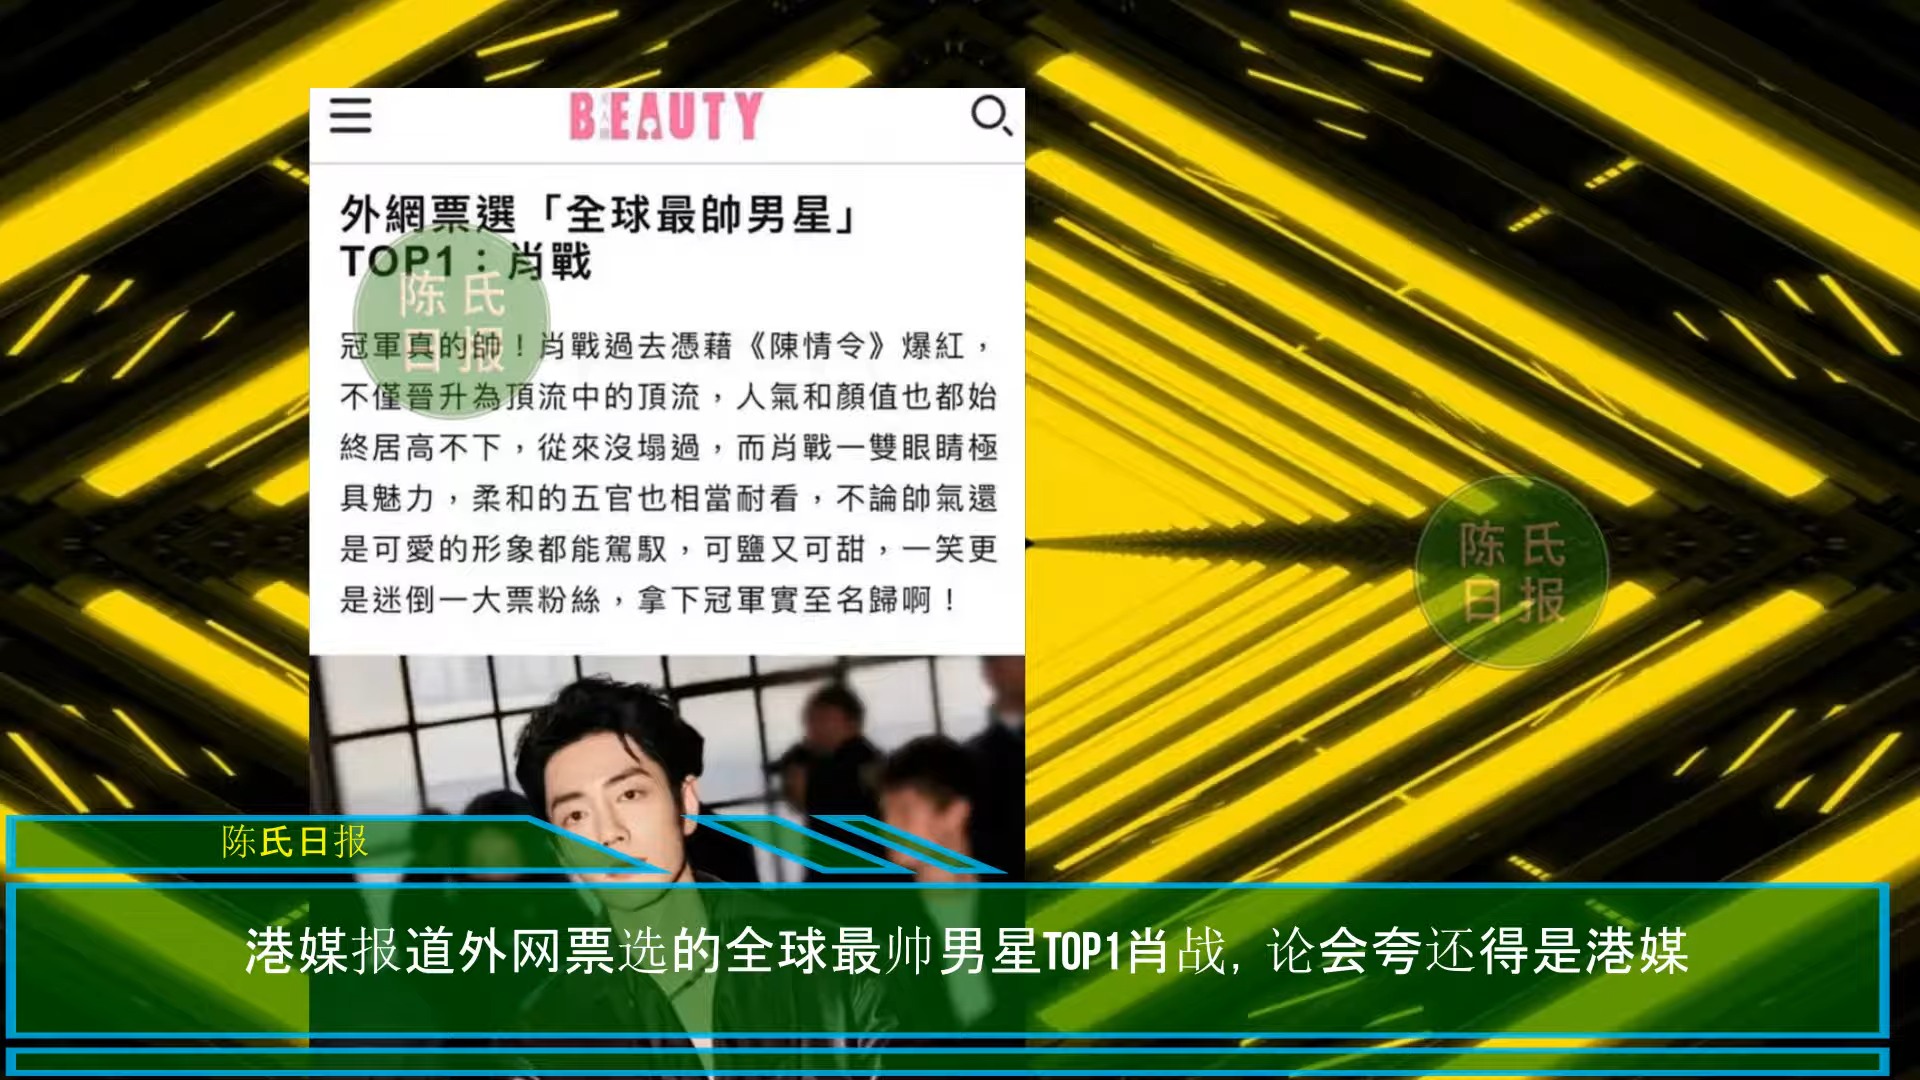 BEAUTY
外網票選「全球最帥男星」
TOP1：肖戰
冠軍真的帥！肖戰過去憑藉《陳情令》爆紅，
不僅晉升為頂流中的頂流，人氣和顏值也都始
終居高不下，從來沒塌過，而肖戰一雙眼睛極
具魅力，柔和的五官也相當耐看，不論帥氣還
是可愛的形象都能駕馭，可鹽又可甜，一笑更
是迷倒一大票粉絲，拿下冠軍實至名歸啊！
陈氏
日报
陈氏
日报
陈氏日报
港媒报道外网票选的全球最帅男星TOP1肖战, 论会夸还得是港媒